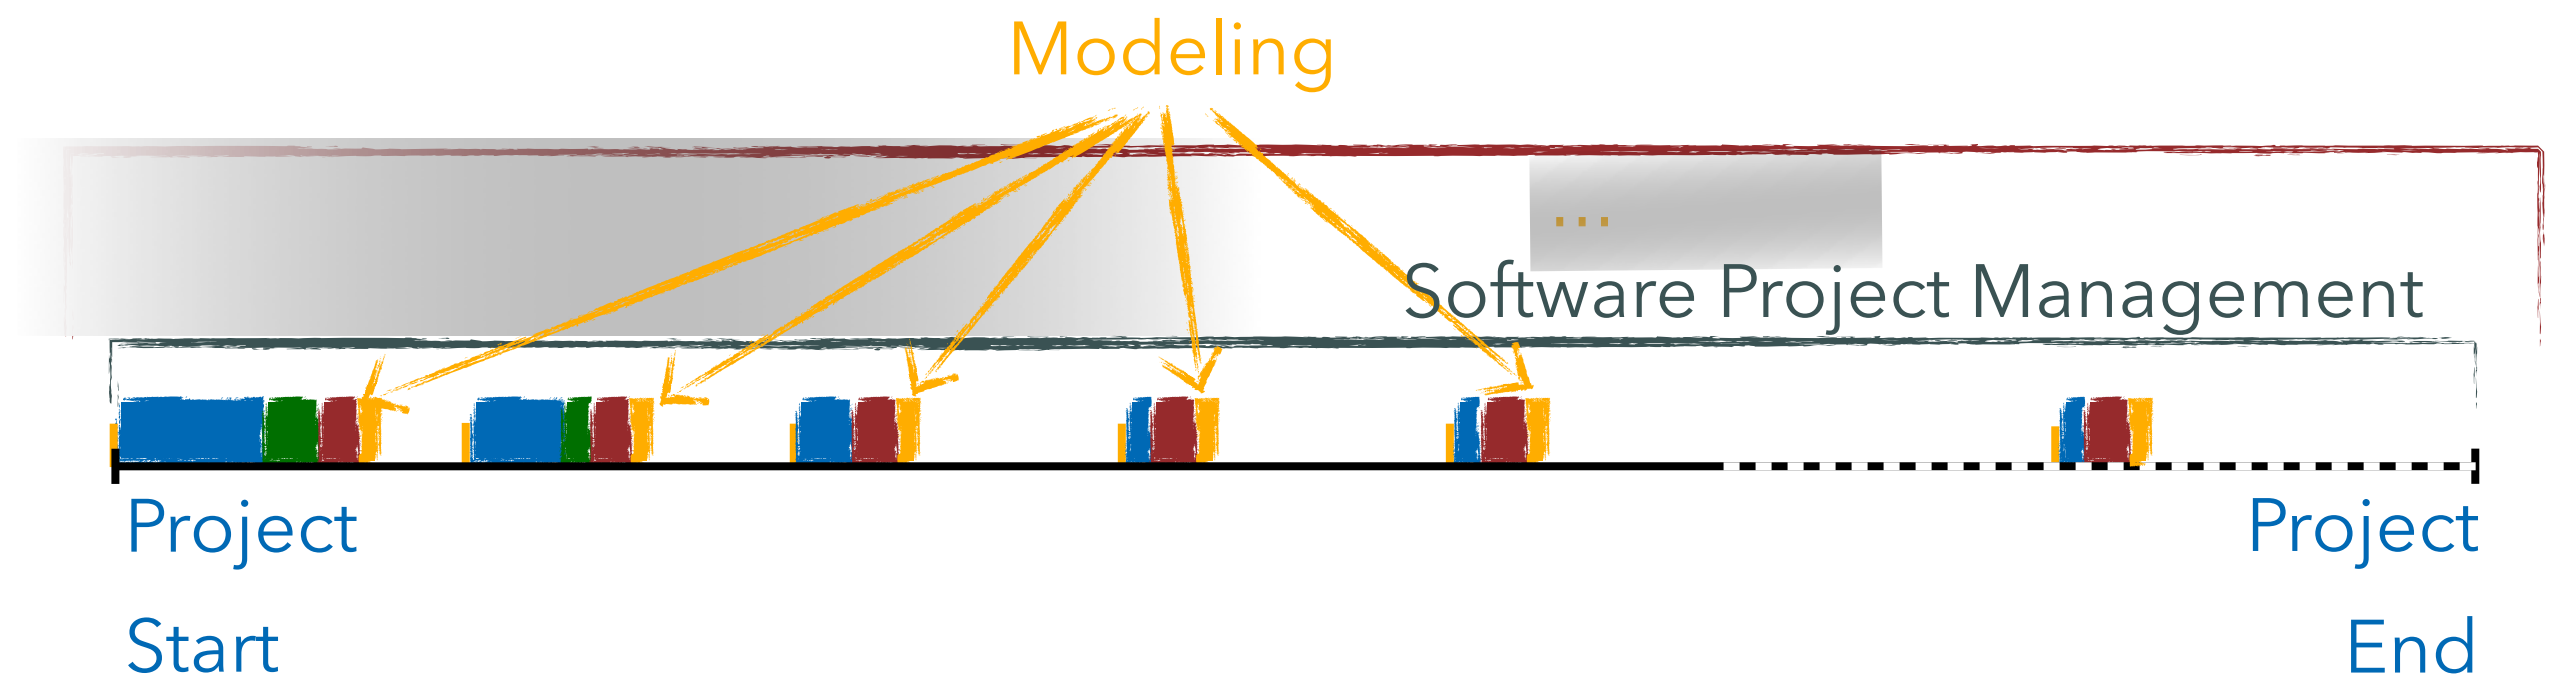 Modeling
...
Software Project Management
Project
Start
Project
End